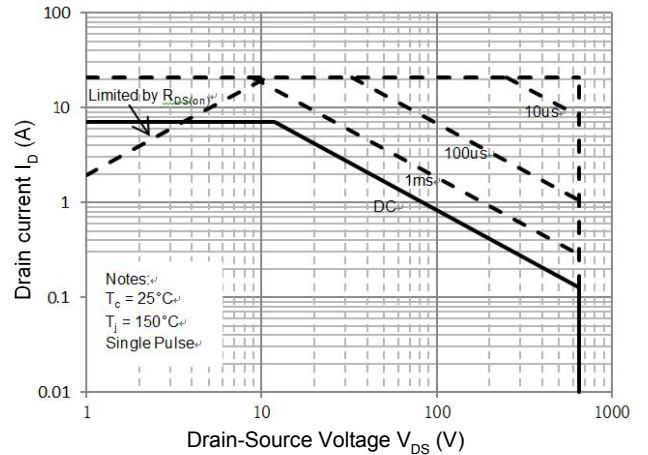 100
10
1
0.1
0.01
Drain current I_D (A)
Limited by R_DS(on)↵
10us↵
100us↵
1ms↵
DC↵
Notes:↵
T_c = 25°C↵
T_j = 150°C↵
Single Pulse↵
1
10
100
1000
Drain-Source Voltage V_DS (V)